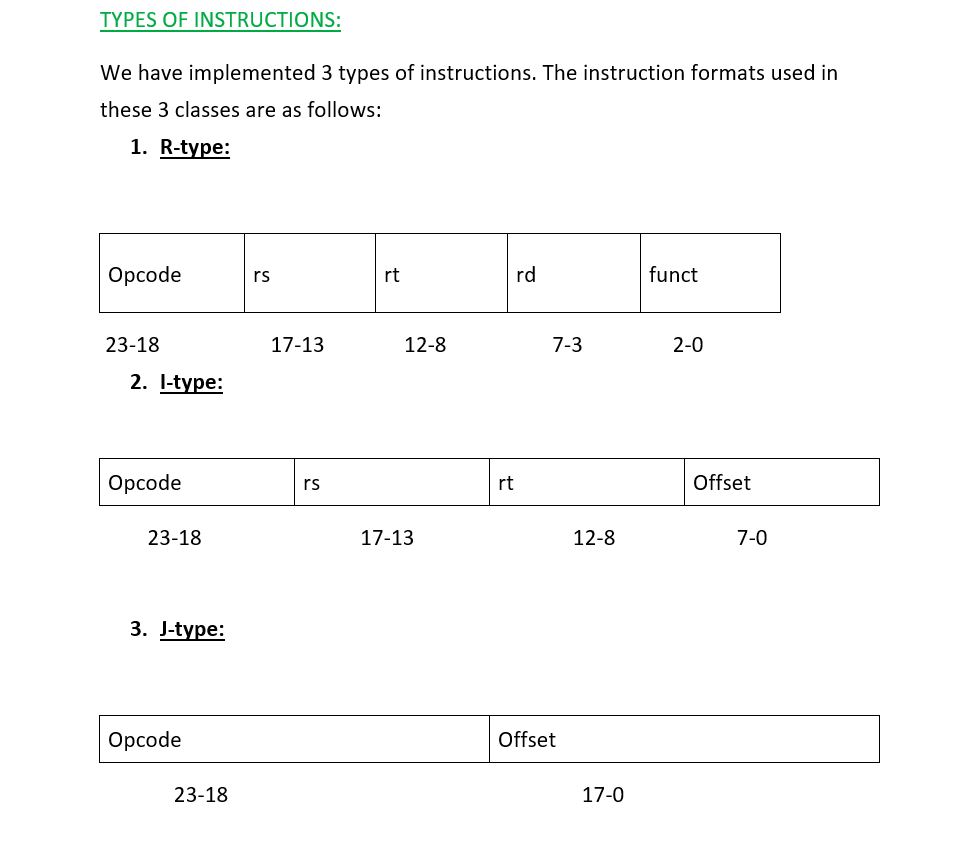 TYPES OF INSTRUCTIONS:
We have implemented 3 types of instructions. The instruction formats used in
these 3 classes are as follows:
1. R-type:
Opcode rs rt rd funct
23-18 17-13 12-8 7-3 2-0
2. I-type:
Opcode rs rt Offset
23-18 17-13 12-8 7-0
3. J-type:
Opcode Offset
23-18 17-0